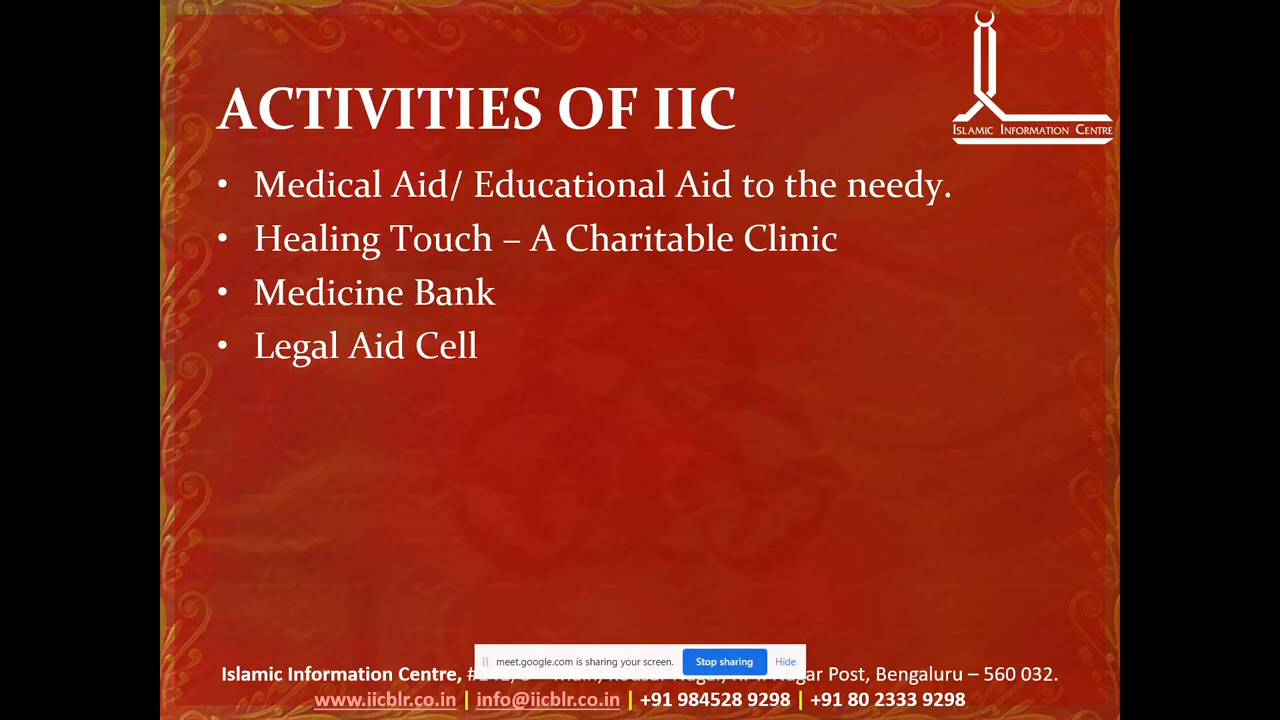 ISLAMIC INFORMATION CENTRE
ACTIVITIES OF IIC
• Medical Aid/ Educational Aid to the needy.
• Healing Touch – A Charitable Clinic
• Medicine Bank
• Legal Aid Cell
meet.google.com is sharing your screen. Stop sharing Hide
Islamic Information Centre, Nagar Post, Bengaluru – 560 032.
www.iicblr.co.in | info@iicblr.co.in | +91 984528 9298 | +91 80 2333 9298